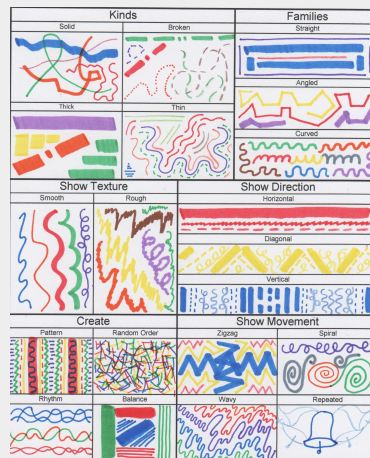 Kinds
Families
Solid
Broken
Straight
Angled
Thick
Thin
Curved
Show Texture
Show Direction
Smooth
Rough
Horizontal
Diagonal
Vertical
Create
Show Movement
Pattern
Random Order
Zigzag
Spiral
Rhythm
Balance
Wavy
Repeated